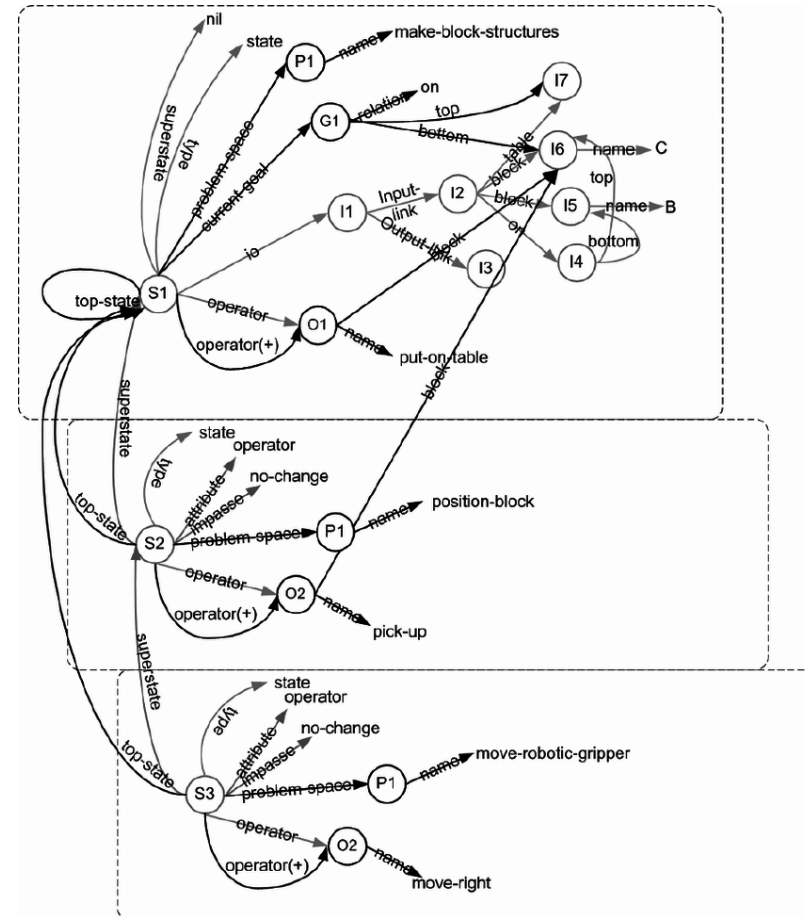 nil
state
P1
name
make-block-structures
superstate
type
problem-space
current-goal
G1
relation
on
top
bottom
I7
table
block
I6
name
C
top
I1
Input-
link
I2
block
I5
name
B
on
bottom
I4
io
Output-link
block
I3
top-state
S1
operator
O1
operator(+)
name
put-on-table
superstate
block
type
state
operator
no-change
attribute
impasse
top-state
S2
problem-space
P1
name
position-block
operator
O2
operator(+)
name
pick-up
superstate
type
state
operator
no-change
attribute
impasse
top-state
S3
problem-space
P1
name
move-robotic-gripper
operator
O2
operator(+)
name
move-right